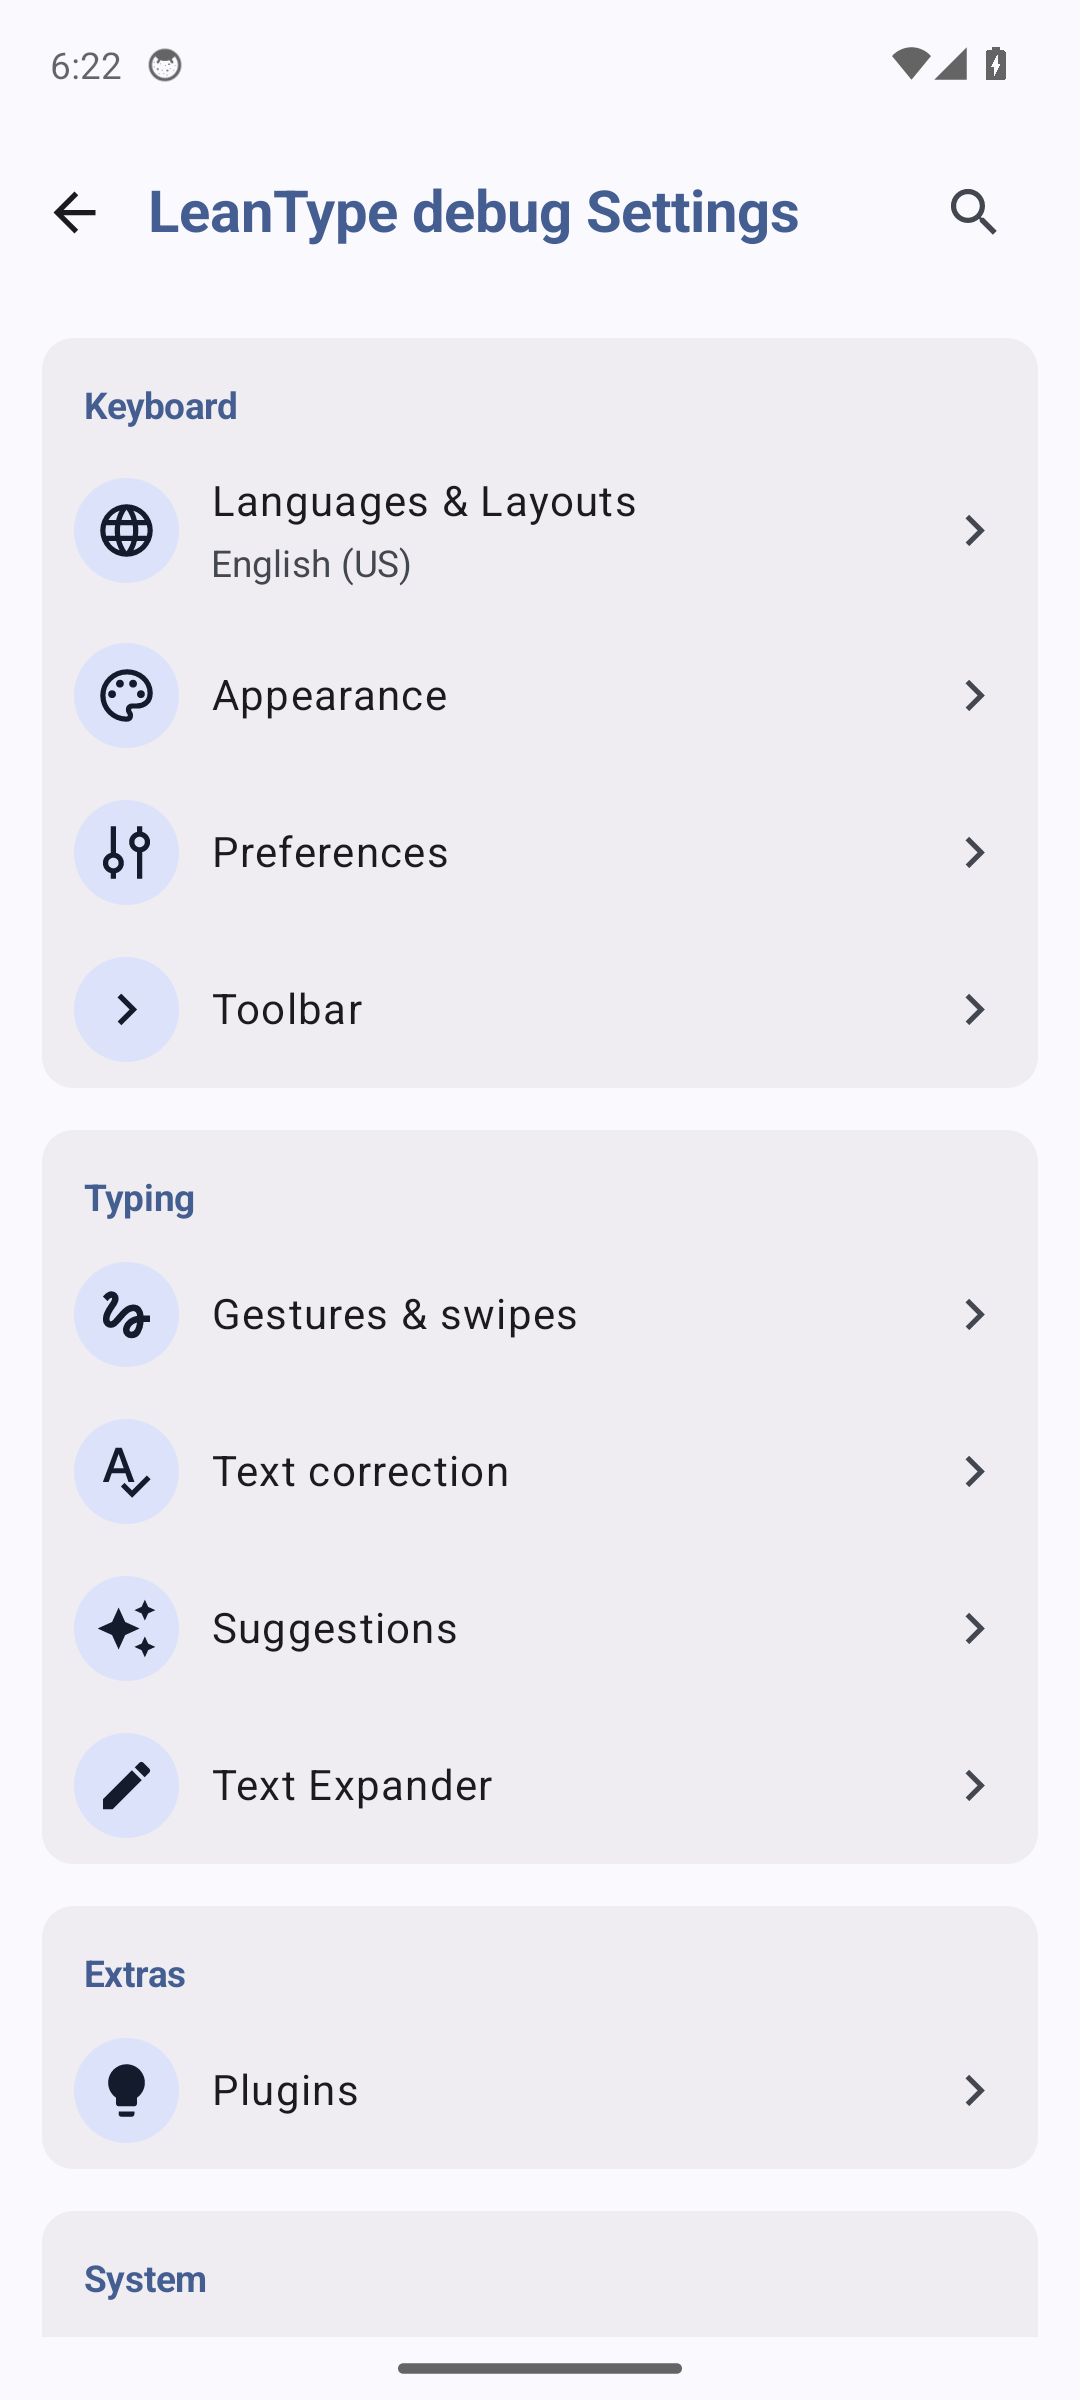 6:22
LeanType debug Settings
Keyboard
Languages & Layouts
English (US)
Appearance
Preferences
Toolbar
Typing
Gestures & swipes
Text correction
Suggestions
Text Expander
Extras
Plugins
System